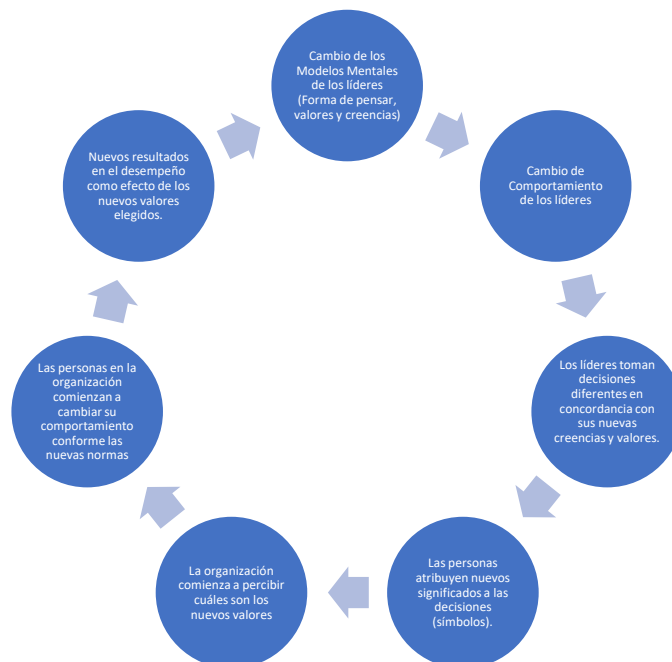 Cambio de los
Modelos Mentales
de los líderes
(Forma de pensar,
valores y creencias)
Cambio de
Comportamiento
de los líderes
Los líderes toman
decisiones
diferentes en
concordancia con
sus nuevas
creencias y valores.
Las personas
atribuyen nuevos
significados a las
decisiones
(símbolos).
La organización
comienza a percibir
cuáles son los
nuevos valores
Las personas en la
organización
comienzan a
cambiar su
comportamiento
conforme las
nuevas normas
Nuevos resultados
en el desempeño
como efecto de los
nuevos valores
elegidos.